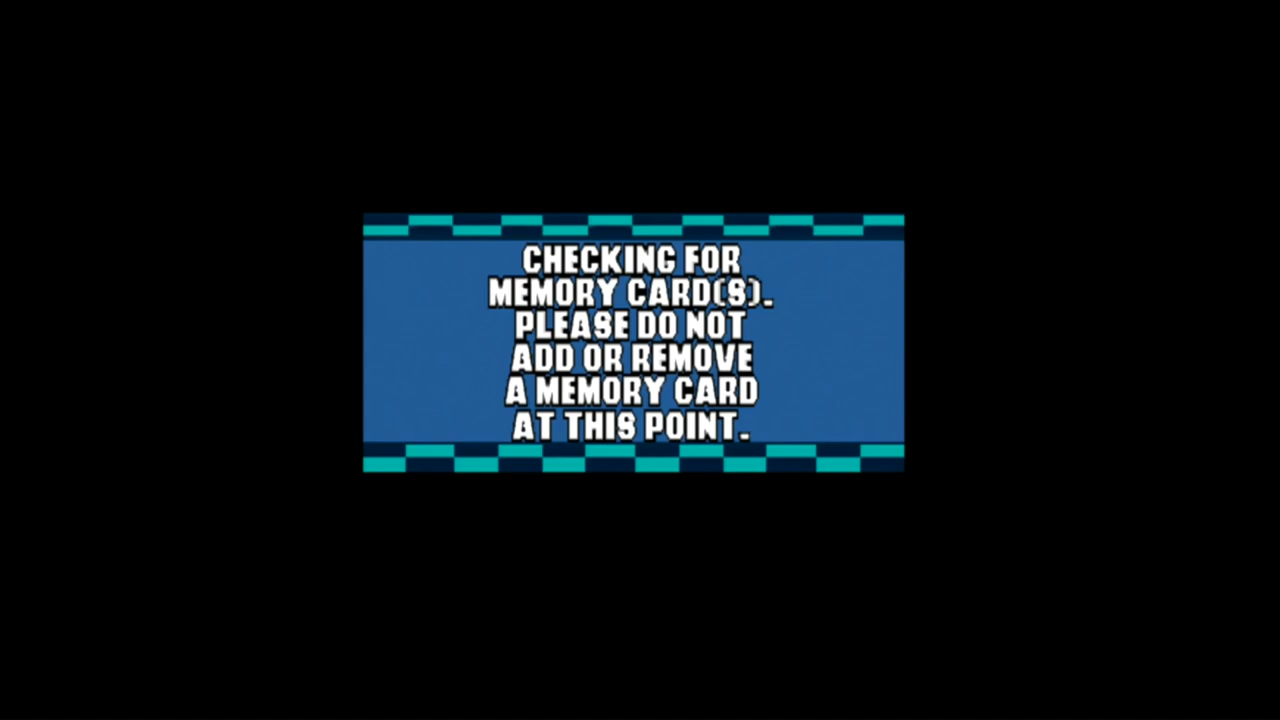 CHECKING FOR
MEMORY CARD(S).
PLEASE DO NOT
ADD OR REMOVE
A MEMORY CARD
AT THIS POINT.